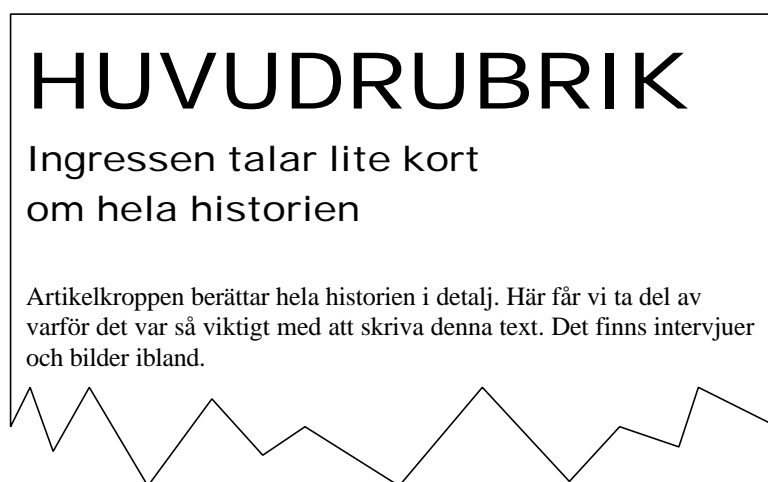 HUVUDRUBRIK
Ingressen talar lite kort
om hela historien
Artikelkroppen berättar hela historien i detalj. Här får vi ta del av
varför det var så viktigt med att skriva denna text. Det finns intervjuer
och bilder ibland.